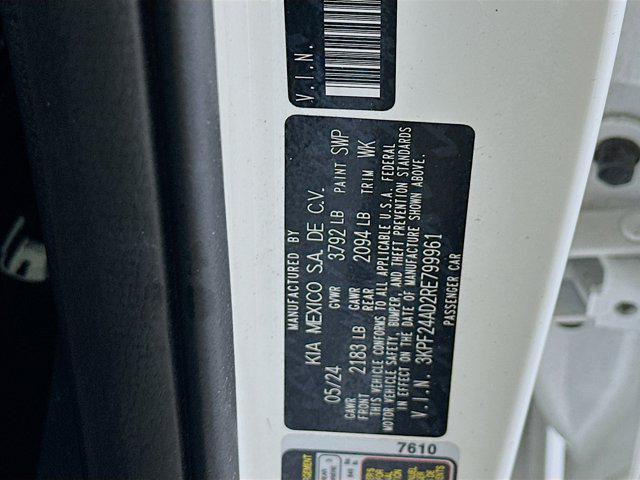 V.I.N.
MANUFACTURED BY
KIA MEXICO S.A. DE C.V.
05/24 GVWR 3792 LB PAINT SWP
GAWR FRONT 2183 LB GAWR REAR 2094 LB TRIM WK
THIS VEHICLE CONFORMS TO ALL APPLICABLE U.S.A. FEDERAL
MOTOR VEHICLE SAFETY, BUMPER, AND THEFT PREVENTION STANDARDS
IN EFFECT ON THE DATE OF MANUFACTURE SHOWN ABOVE.
V.I.N. 3KPF24AD2RE799961
PASSENGER CAR
7610